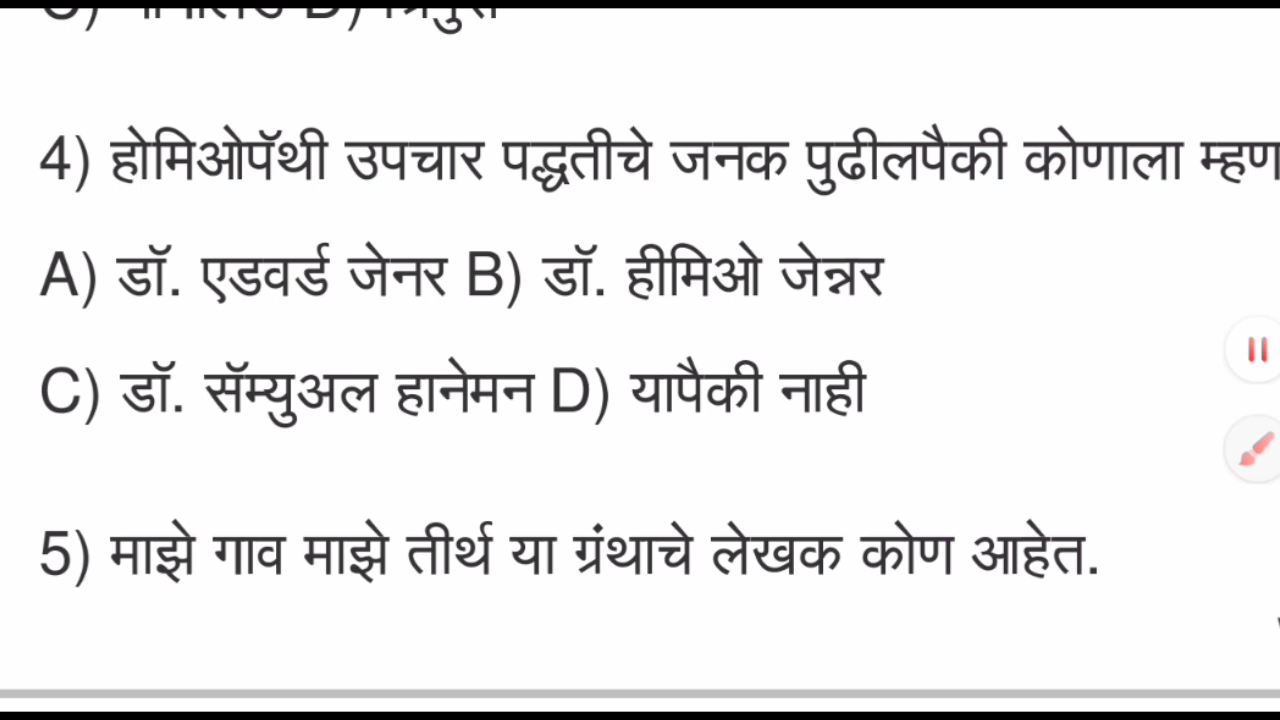 4) होमिओपॅथी उपचार पद्धतीचे जनक पुढीलपैकी कोणाला
A) डॉ. एडवर्ड जेनर B) डॉ. हीमिओ जेन्नर
C) डॉ. सॅम्युअल हानेमन D) यापैकी नाही
5) माझे गाव माझे तीर्थ या ग्रंथाचे लेखक कोण आहेत.